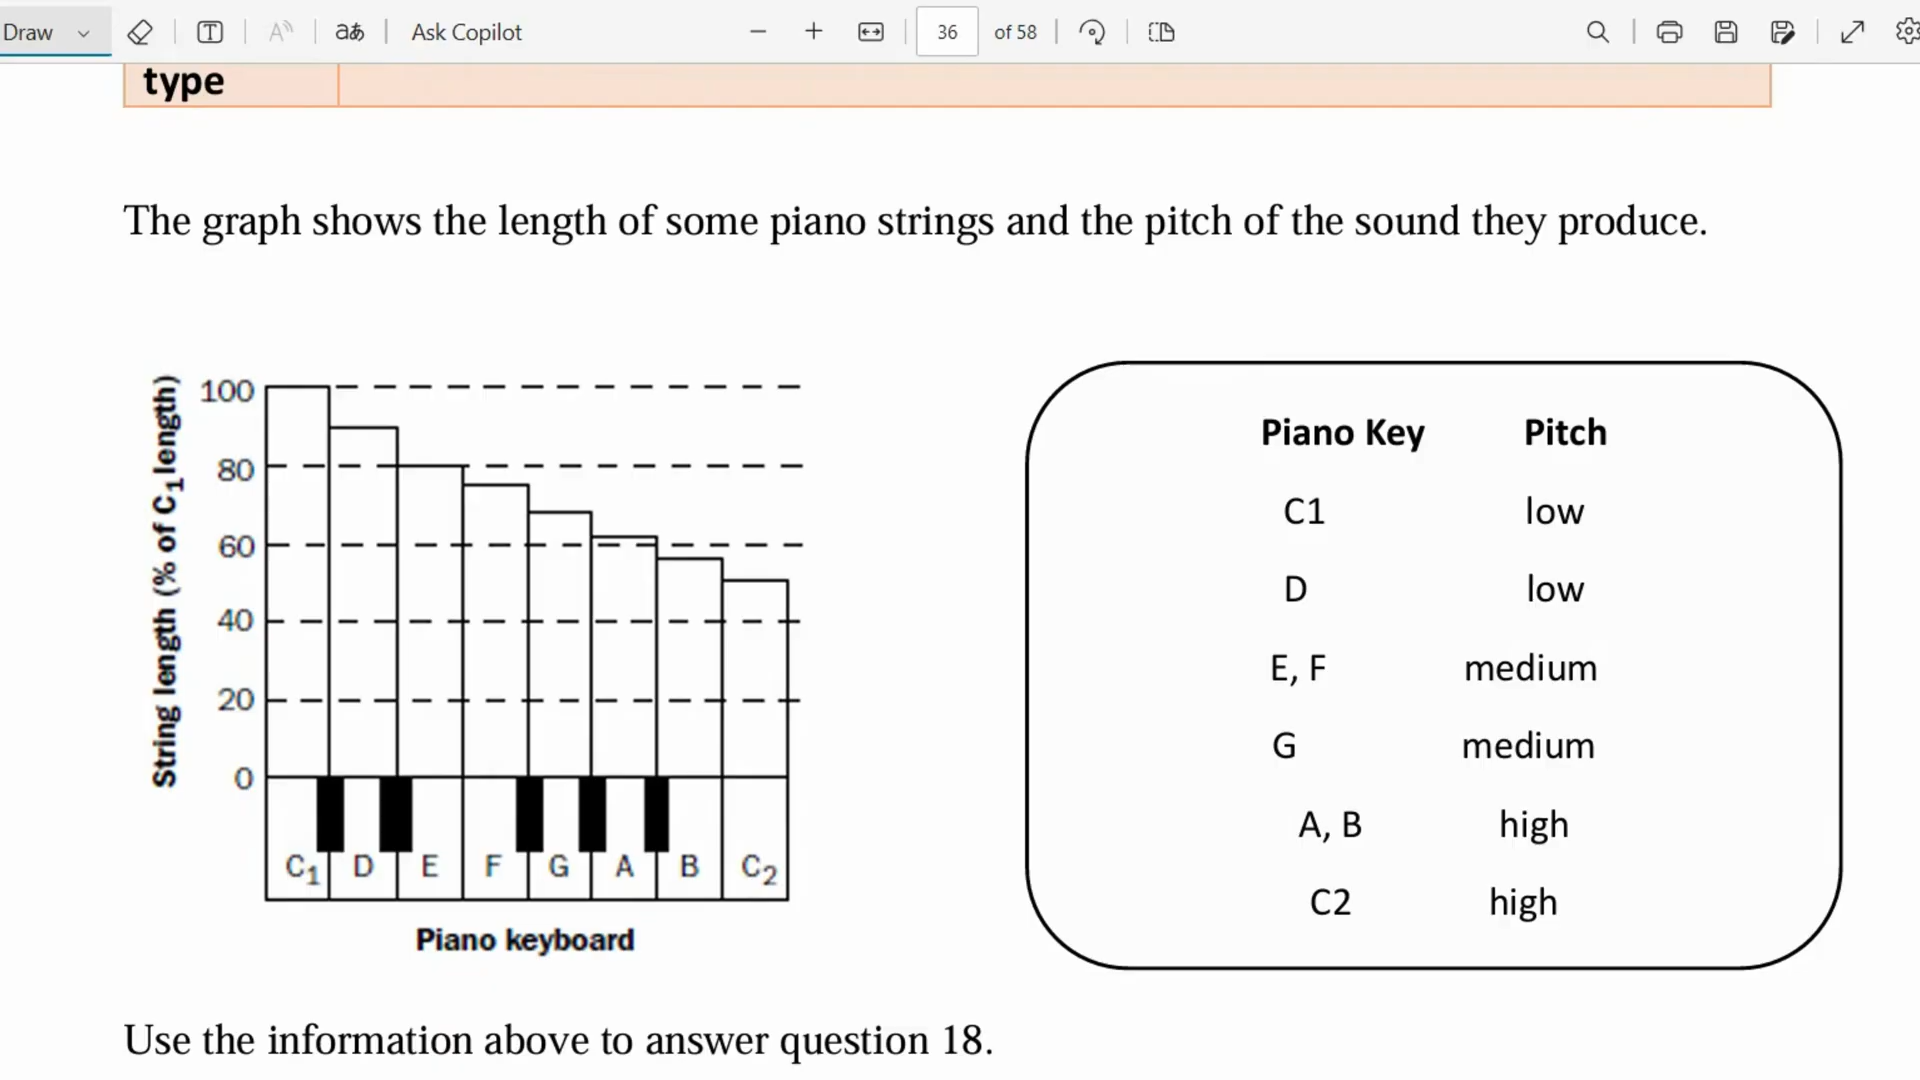 Draw
aあ
Ask Copilot
36 of 58
type
The graph shows the length of some piano strings and the pitch of the sound they produce.
String length (% of C1 length)
100
80
60
40
20
0
C1 D E F G A B C2
Piano keyboard
Piano Key Pitch
C1 low
D low
E, F medium
G medium
A, B high
C2 high
Use the information above to answer question 18.